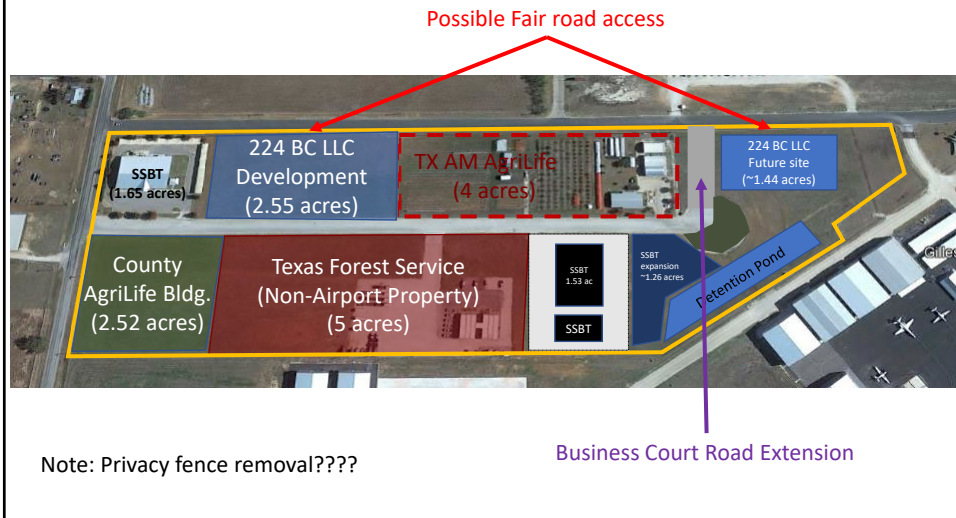 Possible Fair road access
SSBT
(1.65 acres)
224 BC LLC
Development
(2.55 acres)
TX AM AgriLife
(4 acres)
224 BC LLC
Future site
(~1.44 acres)
County
AgriLife Bldg.
(2.52 acres)
Texas Forest Service
(Non-Airport Property)
(5 acres)
SSBT
1.53 ac
SSBT
SSBT
expansion
~1.26 acres
Detention Pond
Gilles
Note: Privacy fence removal????
Business Court Road Extension